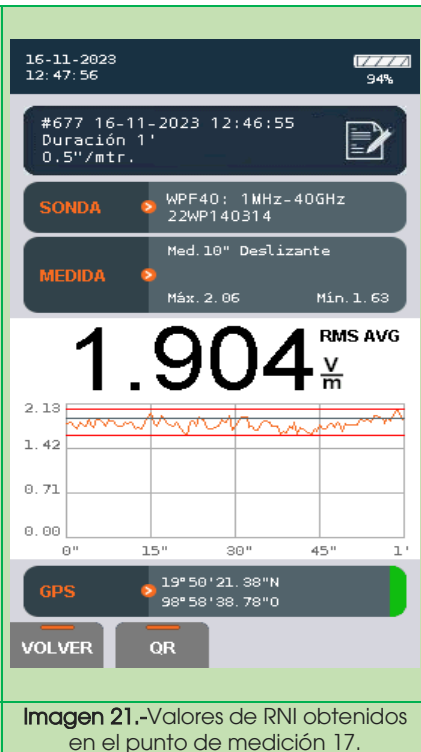 16-11-2023
12:47:56
94%
#677 16-11-2023 12:46:55
Duración 1'
0.5"/mtr.
SONDA
WPF40: 1MHz-40GHz
22WP140314
MEDIDA
Med.10" Deslizante
Máx.2.06 Mín.1.63
1.904 RMS AVG V/m
2.13
1.42
0.71
0.00
0" 15" 30" 45" 1'
GPS
19°50'21.38"N
98°58'38.78"O
VOLVER QR
Imagen 21.-Valores de RNI obtenidos
en el punto de medición 17.